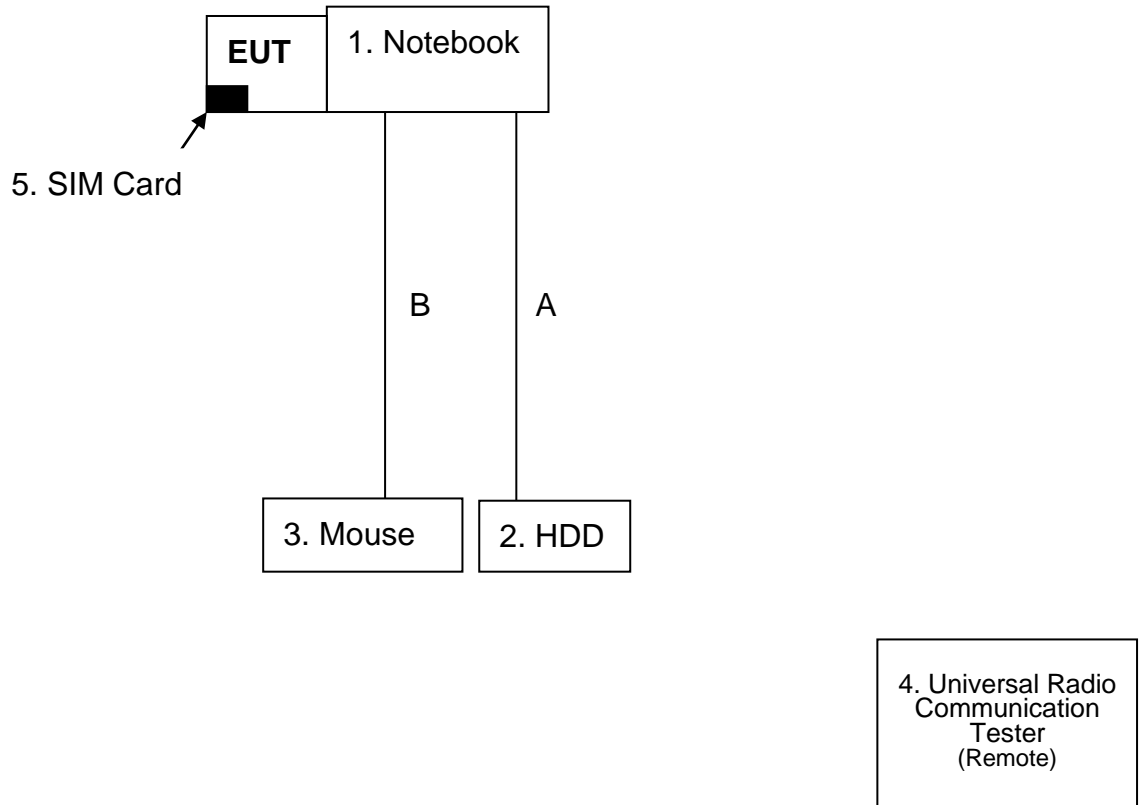 EUT
1. Notebook
5. SIM Card
B
A
3. Mouse
2. HDD
4. Universal Radio
Communication
Tester
(Remote)